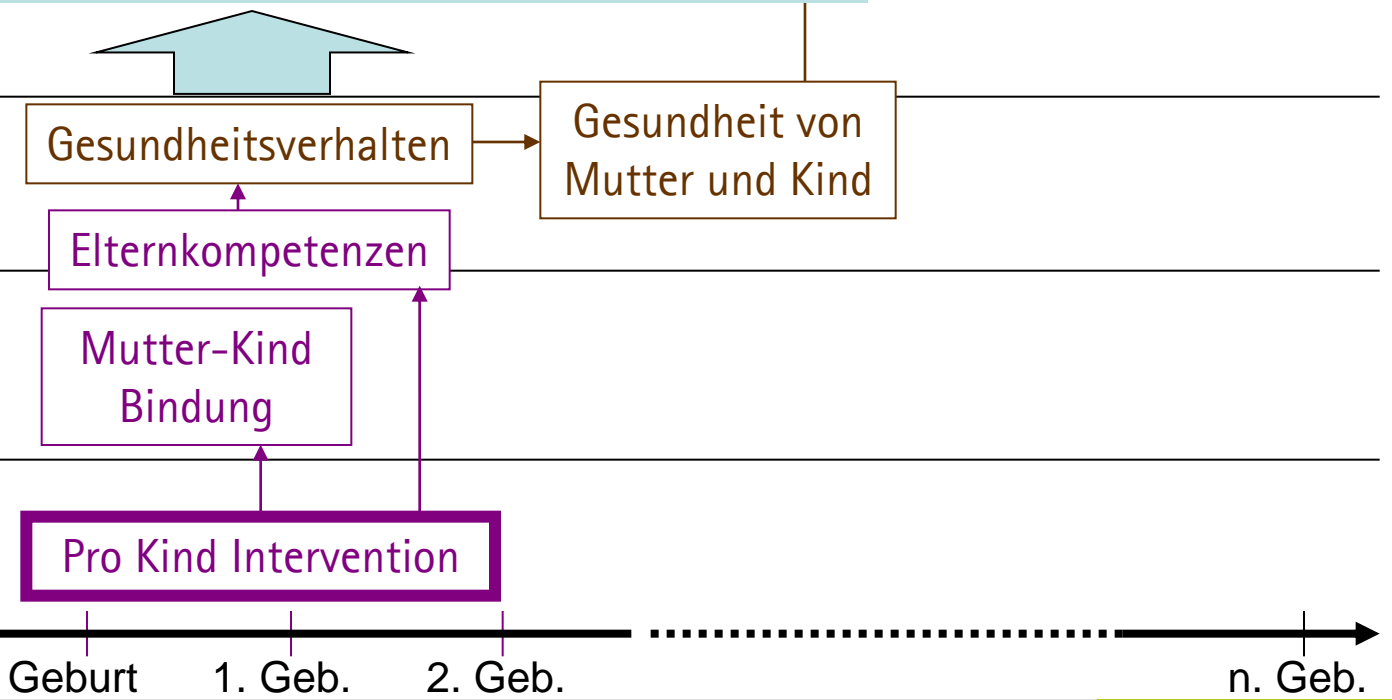 Gesundheitsverhalten
Gesundheit von
Mutter und Kind
Elternkompetenzen
Mutter-Kind
Bindung
Pro Kind Intervention
Geburt
1. Geb.
2. Geb.
n. Geb.